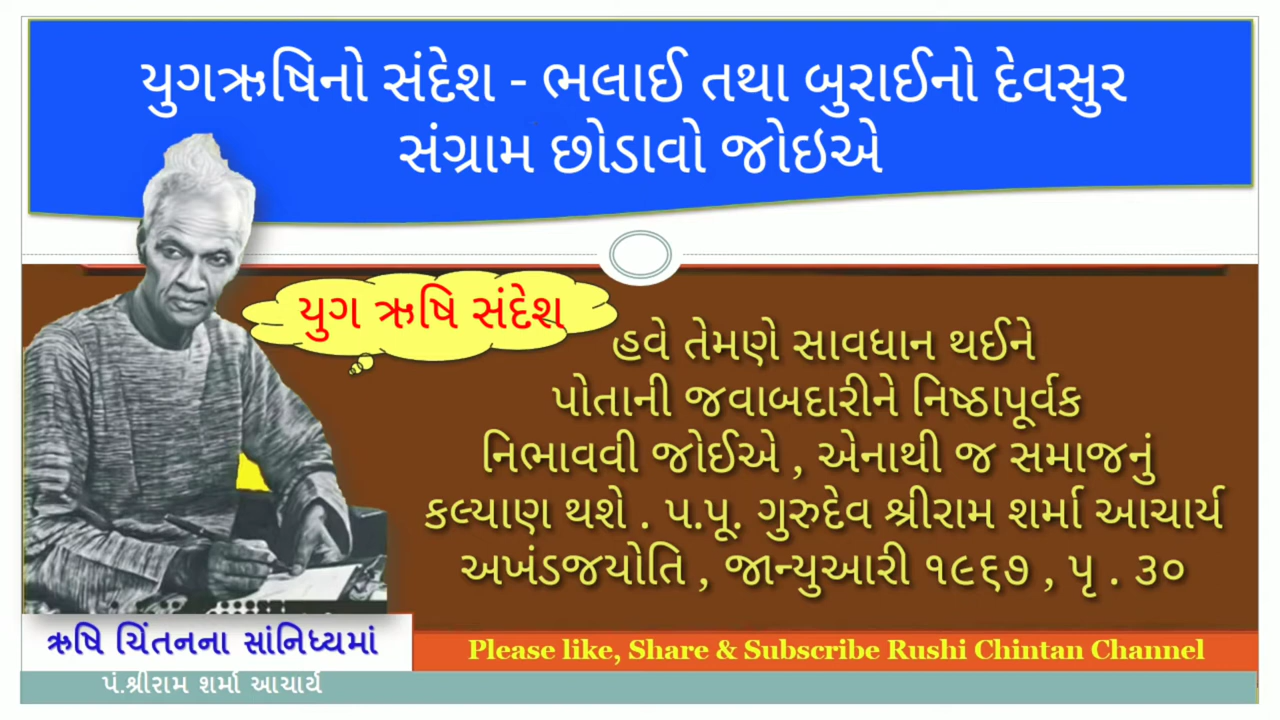 યુગઋષિનો સંદેશ - ભલાઈ તથા બુરાઈનો દેવસુર
સંગ્રામ છોડાવો જોઇએ
યુગ ઋષિ સંદેશ
હવે તેમણે સાવધાન થઈને
પોતાની જવાબદારીને નિષ્ઠાપૂર્વક
નિભાવવી જોઈએ , એનાથી જ સમાજનું
કલ્યાણ થશે . પ.પૂ. ગુરુદેવ શ્રીરામ શર્મા આચાર્ય
અખંડજયોતિ , જાન્યુઆરી ૧૯૬૭ , પૃ . ૩૦
ઋષિ ચિંતનના સાંનિધ્યમાં
Please like, Share & Subscribe Rushi Chintan Channel
પં.શ્રીરામ શર્મા આચાર્ય